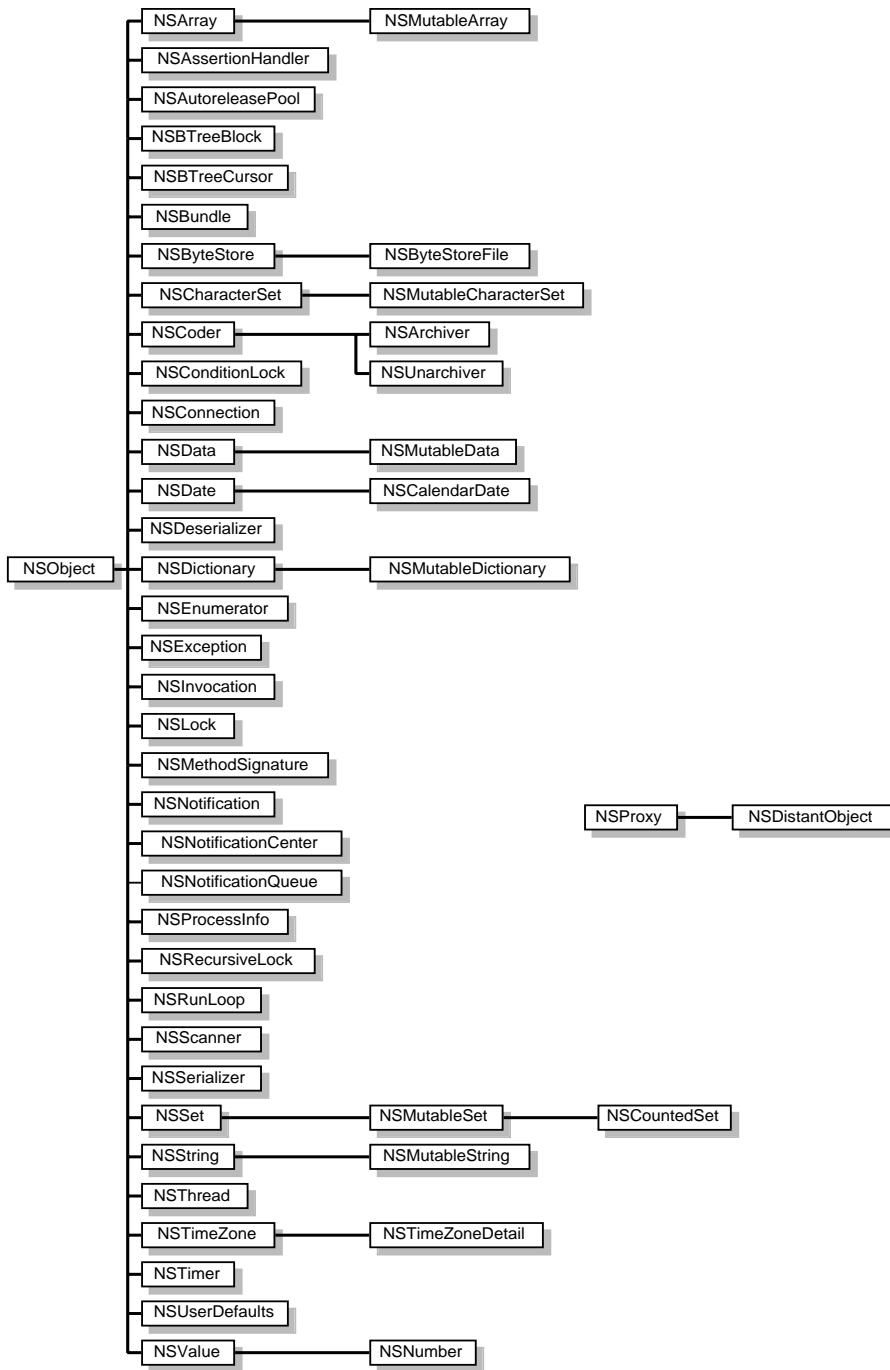 NSArray NSMutableArray
NSAssertionHandler
NSAutoreleasePool
NSBTreeBlock
NSBTreeCursor
NSBundle
NSByteStore NSByteStoreFile
NSCharacterSet NSMutableCharacterSet
NSCoder NSArchiver
NSConditionLock NSUnarchiver
NSConnection
NSData NSMutableData
NSDate NSCalendarDate
NSDeserializer
NSObject NSDictionary NSMutableDictionary
NSEnumerator
NSException
NSInvocation
NSLock
NSMethodSignature
NSNotification NSProxy NSDistantObject
NSNotificationCenter
NSNotificationQueue
NSProcessInfo
NSRecursiveLock
NSRunLoop
NSScanner
NSSerializer
NSSet NSMutableSet NSCountedSet
NSString NSMutableString
NSThread
NSTimeZone NSTimeZoneDetail
NSTimer
NSUserDefaults
NSValue NSNumber